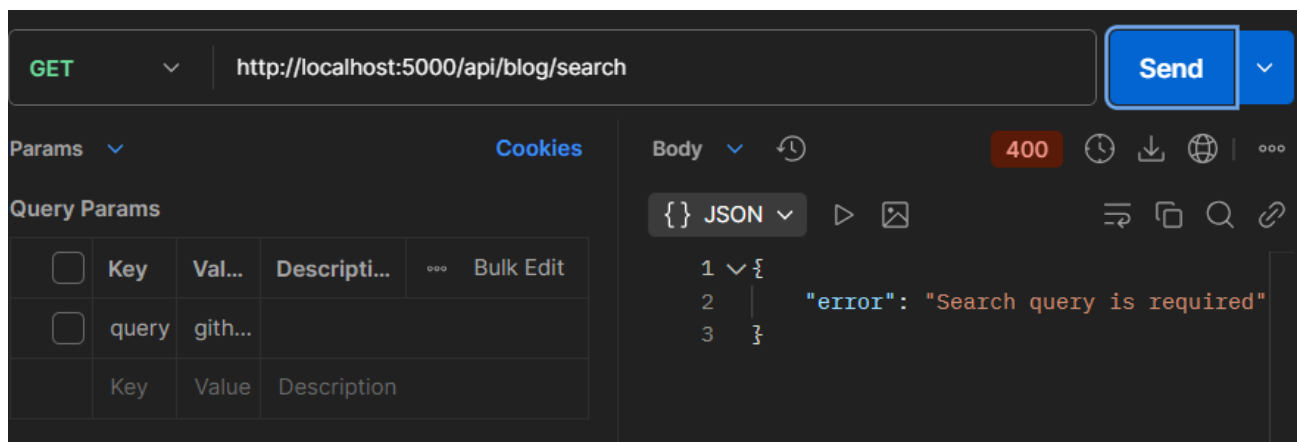 GET http://localhost:5000/api/blog/search Send
Params Cookies Body 400
Query Params {} JSON
Key Val... Descripti... Bulk Edit
query gith...
Key Value Description
1 {
2 "error": "Search query is required"
3 }